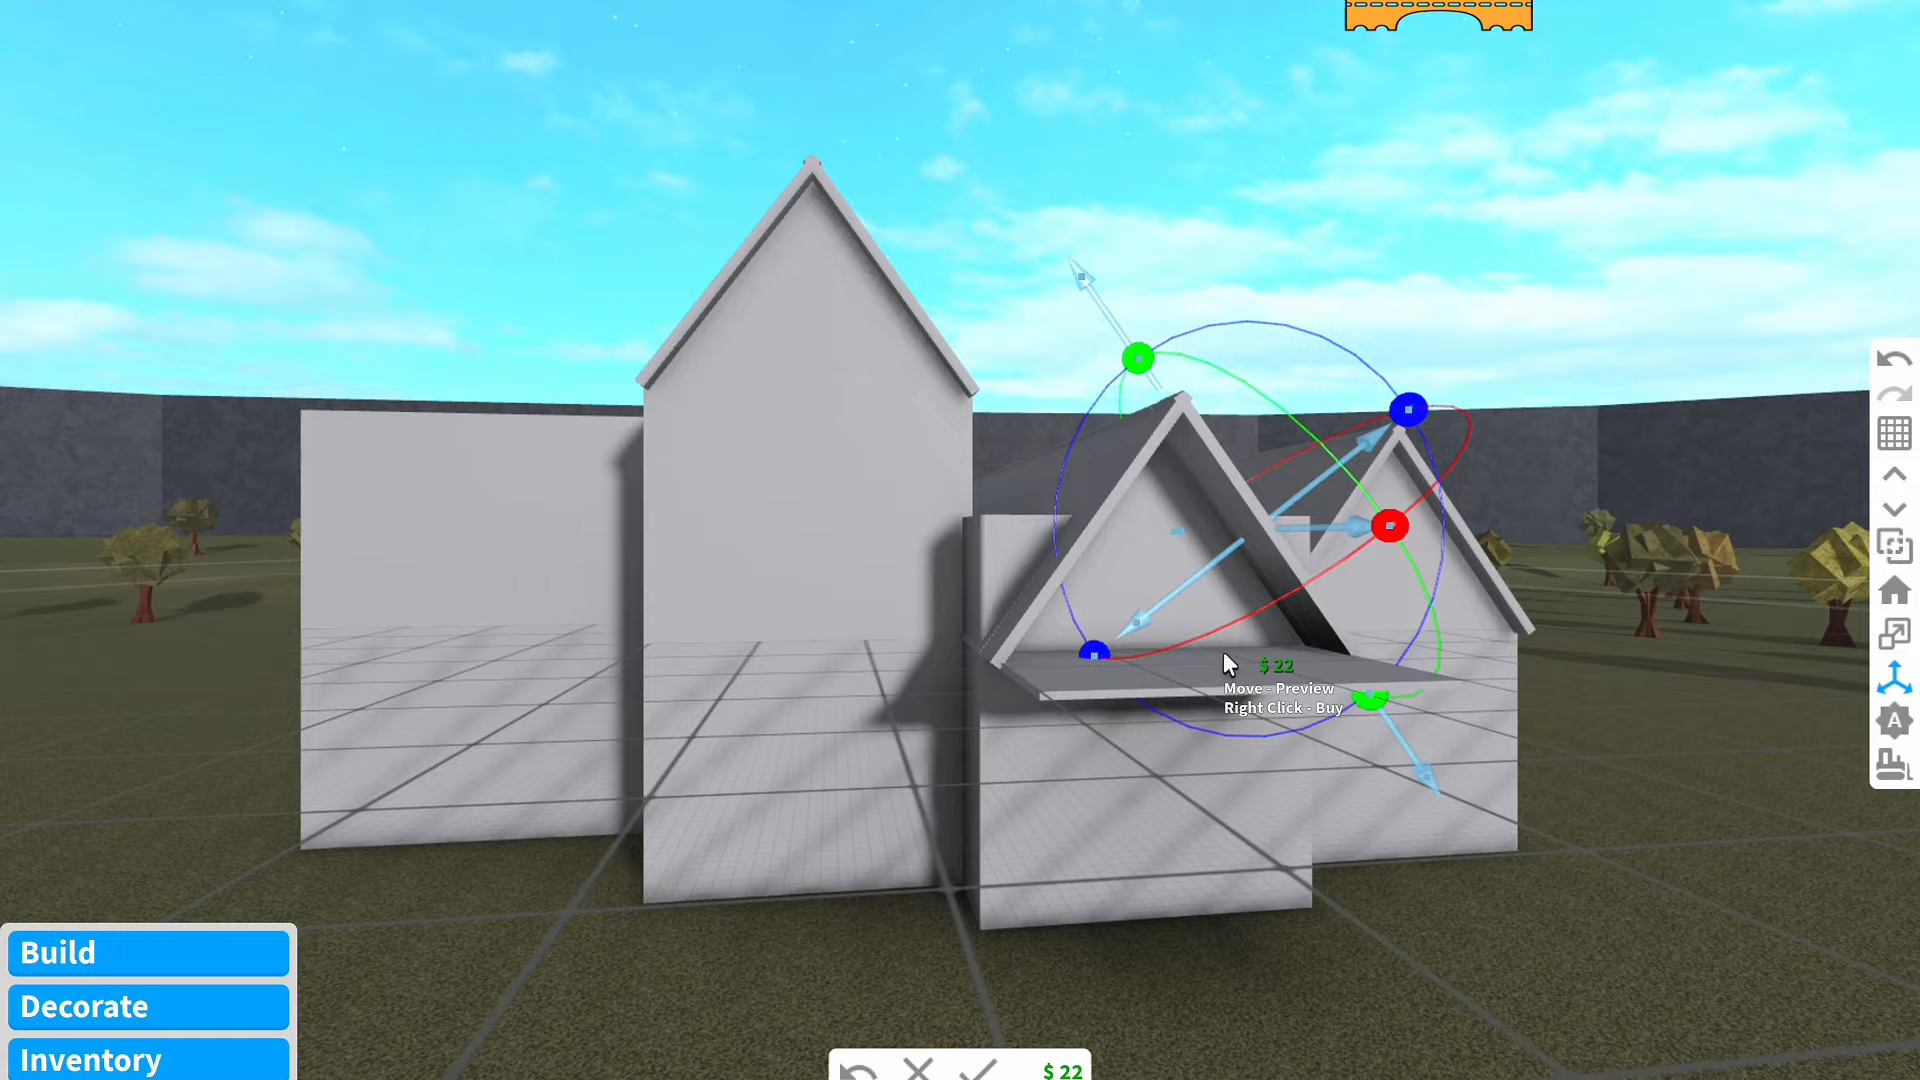 $ 22
Move - Preview
Right Click - Buy
A
Build
Decorate
Inventory
$ 22